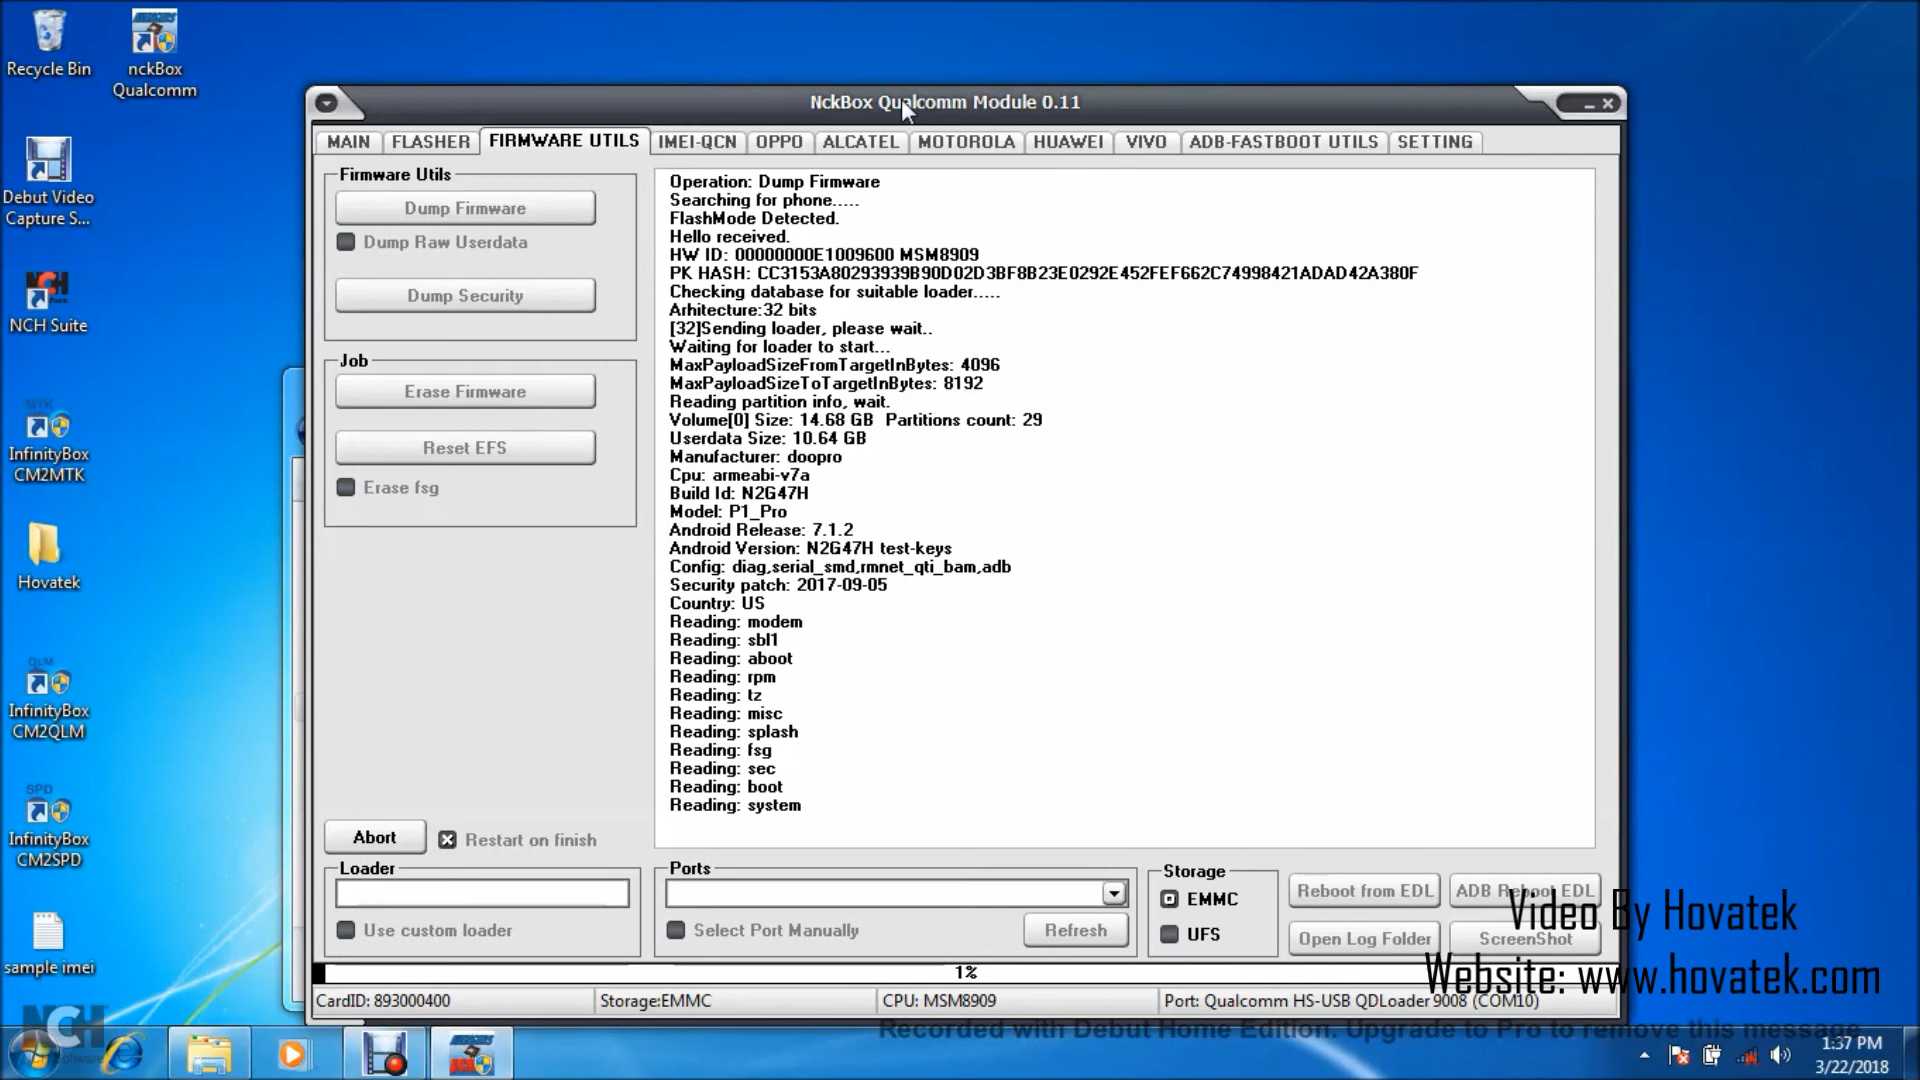 Recycle Bin
nckBox
Qualcomm
Debut Video
Capture S...
NCH
NCH Suite
MTK
InfinityBox
CM2MTK
Hovatek
QLM
InfinityBox
CM2QLM
SPD
InfinityBox
CM2SPD
sample imei
NCH
NckBox Qualcomm Module 0.11
MAIN FLASHER FIRMWARE UTILS IMEI-QCN OPPO ALCATEL MOTOROLA HUAWEI VIVO ADB-FASTBOOT UTILS SETTING
Firmware Utils
Dump Firmware
Dump Raw Userdata
Dump Security
Job
Erase Firmware
Reset EFS
Erase fsg
Operation: Dump Firmware
Searching for phone.....
FlashMode Detected.
Hello received.
HW ID: 00000000E1009600 MSM8909
PK HASH: CC3153A80293939B90D02D3BF8B23E0292E452FEF662C74998421ADAD42A380F
Checking database for suitable loader.....
Arhitecture:32 bits
[32]Sending loader, please wait..
Waiting for loader to start...
MaxPayloadSizeFromTargetInBytes: 4096
MaxPayloadSizeToTargetInBytes: 8192
Reading partition info, wait.
Volume[0] Size: 14.68 GB  Partitions count: 29
Userdata Size: 10.64 GB
Manufacturer: doopro
Cpu: armeabi-v7a
Build Id: N2G47H
Model: P1_Pro
Android Release: 7.1.2
Android Version: N2G47H test-keys
Config: diag,serial_smd,rmnet_qti_bam,adb
Security patch: 2017-09-05
Country: US
Reading: modem
Reading: sbl1
Reading: aboot
Reading: rpm
Reading: tz
Reading: misc
Reading: splash
Reading: fsg
Reading: sec
Reading: boot
Reading: system
Abort
Restart on finish
Loader
Use custom loader
Ports
Select Port Manually
Refresh
Storage
EMMC
UFS
Reboot from EDL
ADB Reboot EDL
Open Log Folder
ScreenShot
Video By Hovatek
Website: www.hovatek.com
1%
CardID: 893000400 Storage:EMMC CPU: MSM8909 Port: Qualcomm HS-USB QDLoader 9008 (COM10)
Recorded with Debut Home Edition. Upgrade to Pro to remove this message
1:37 PM
3/22/2018